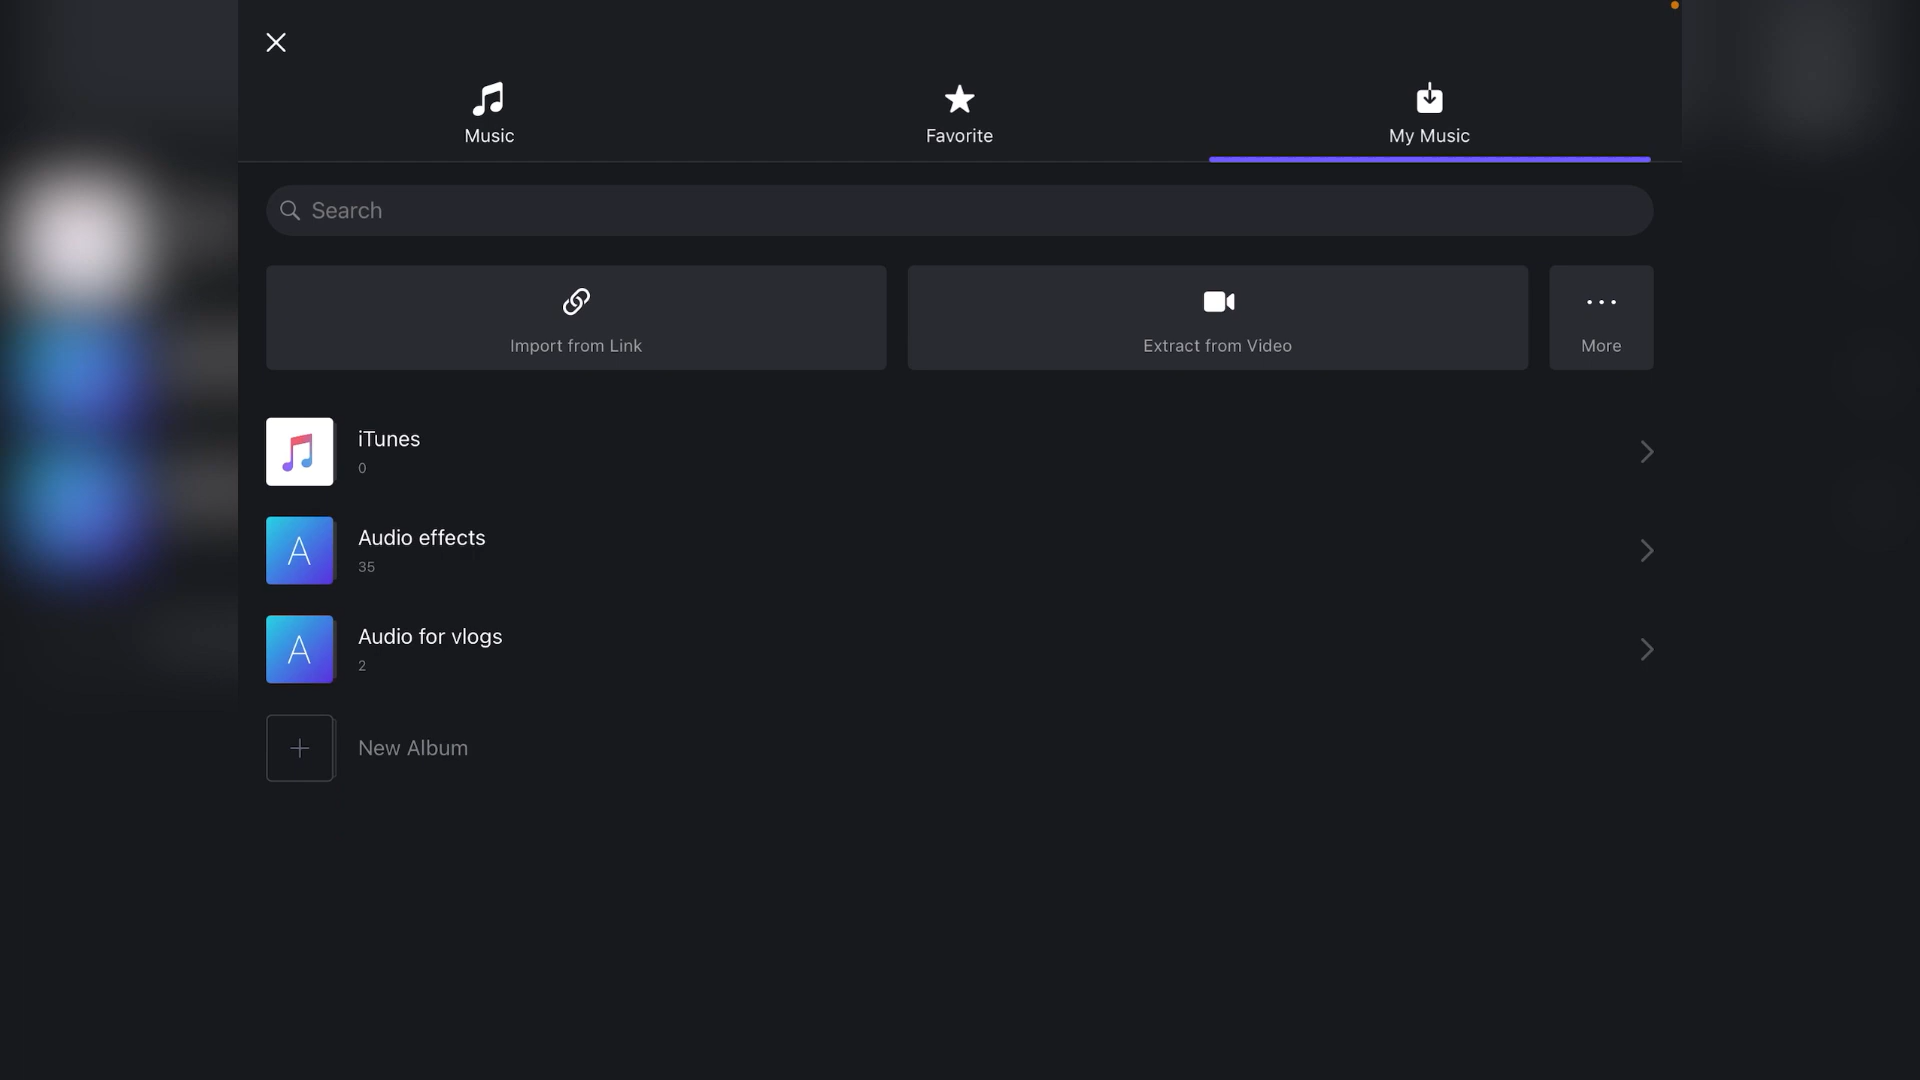 Music
Favorite
My Music
Search
Import from Link
Extract from Video
More
iTunes
0
A
Audio effects
35
A
Audio for vlogs
2
New Album